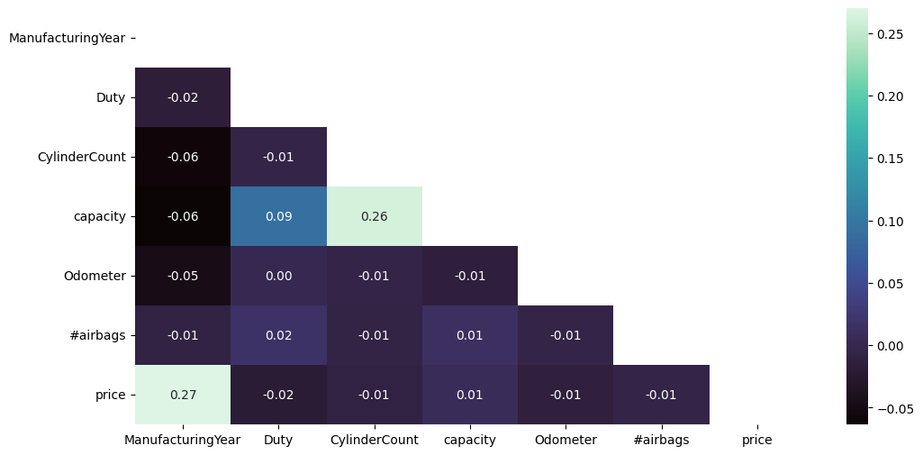 ManufacturingYear
Duty -0.02
CylinderCount -0.06 -0.01
capacity -0.06 0.09 0.26
Odometer -0.05 0.00 -0.01 -0.01
#airbags -0.01 0.02 -0.01 0.01 -0.01
price 0.27 -0.02 -0.01 0.01 -0.01 -0.01
ManufacturingYear Duty CylinderCount capacity Odometer #airbags price
0.25
0.20
0.15
0.10
0.05
0.00
−0.05